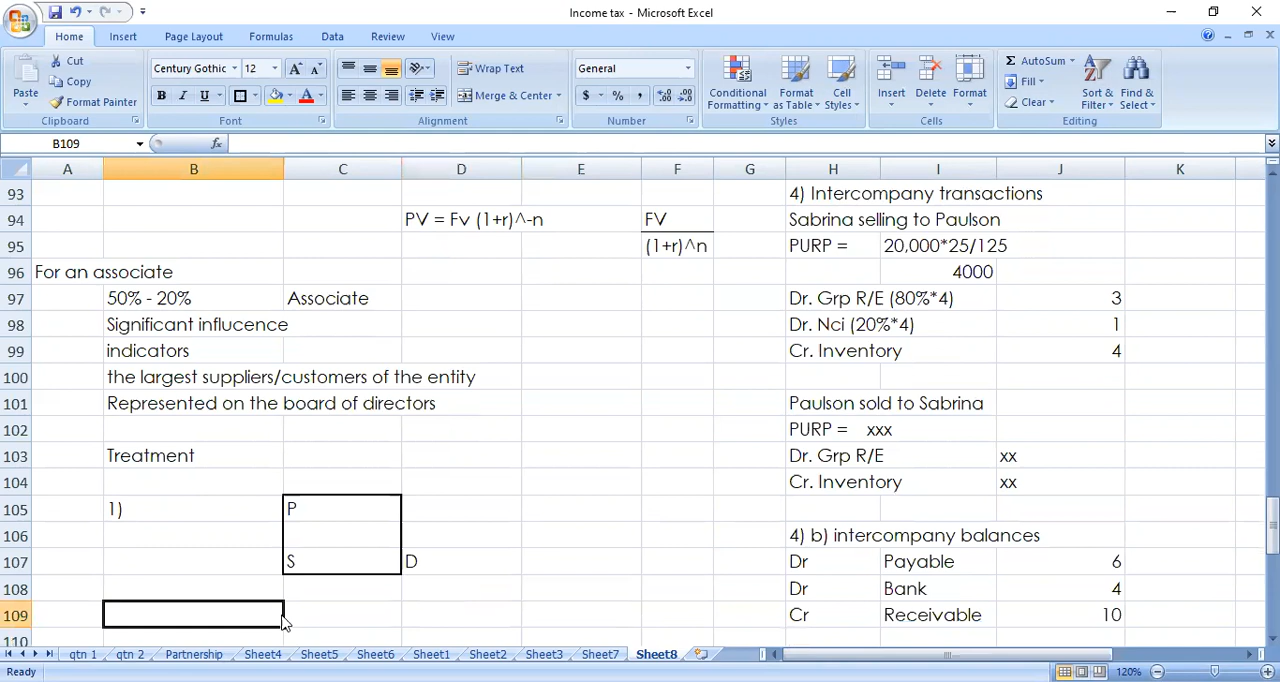 Income tax - Microsoft Excel
Home Insert Page Layout Formulas Data Review View
Paste
Cut
Copy
Format Painter
Clipboard
Century Gothic 12
B I U
Font
Wrap Text
Merge & Center
Alignment
General
$ % ,
Number
Conditional Formatting
Format as Table
Cell Styles
Styles
Insert Delete Format
Cells
AutoSum
Fill
Clear
Sort & Filter
Find & Select
Editing
B109 fx
A B C D E F G H I J K
93 4) Intercompany transactions
94 PV = Fv (1+r)^-n FV Sabrina selling to Paulson
95 (1+r)^n PURP = 20,000*25/125
96 For an associate 4000
97 50% - 20% Associate Dr. Grp R/E (80%*4) 3
98 Significant influcence Dr. Nci (20%*4) 1
99 indicators Cr. Inventory 4
100 the largest suppliers/customers of the entity
101 Represented on the board of directors Paulson sold to Sabrina
102 PURP = xxx
103 Treatment Dr. Grp R/E xx
104 Cr. Inventory xx
105 1) P
106 4) b) intercompany balances
107 S D Dr Payable 6
108 Dr Bank 4
109 Cr Receivable 10
110
qtn 1 qtn 2 Partnership Sheet4 Sheet5 Sheet6 Sheet1 Sheet2 Sheet3 Sheet7 Sheet8
Ready 120%